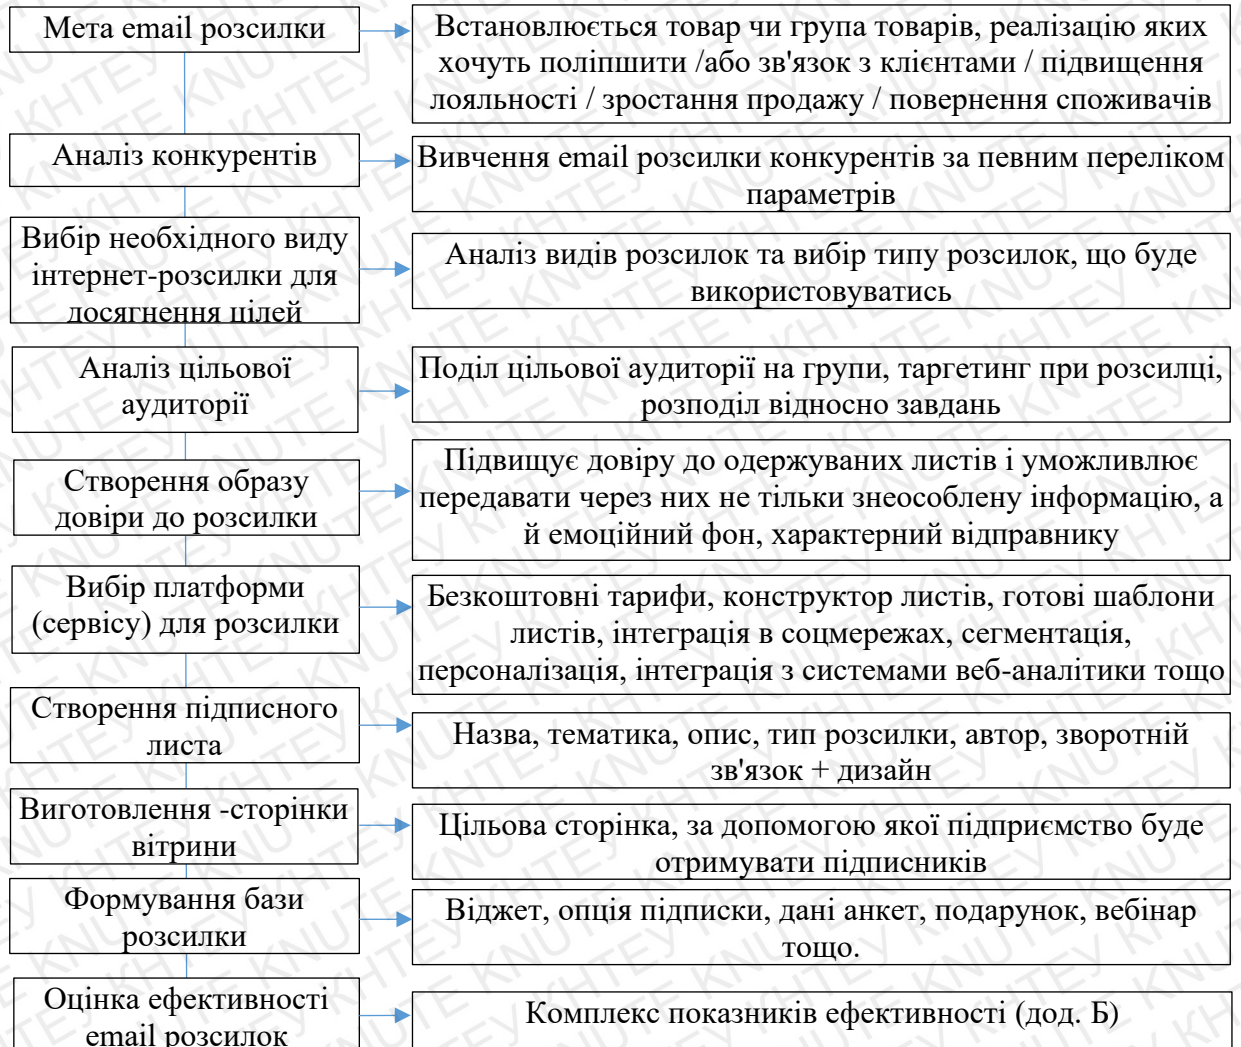 Мета email розсилки
Встановлюється товар чи група товарів, реалізацію яких
хочуть поліпшити /або зв'язок з клієнтами / підвищення
лояльності / зростання продажу / повернення споживачів
Аналіз конкурентів
Вивчення email розсилки конкурентів за певним переліком
параметрів
Вибір необхідного виду
інтернет-розсилки для
досягнення цілей
Аналіз видів розсилок та вибір типу розсилок, що буде
використовуватись
Аналіз цільової
аудиторії
Поділ цільової аудиторії на групи, таргетинг при розсилці,
розподіл відносно завдань
Створення образу
довіри до розсилки
Підвищує довіру до одержуваних листів і уможливлює
передавати через них не тільки знеособлену інформацію, а
й емоційний фон, характерний відправнику
Вибір платформи
(сервісу) для розсилки
Безкоштовні тарифи, конструктор листів, готові шаблони
листів, інтеграція в соцмережах, сегментація,
персоналізація, інтеграція з системами веб-аналітики тощо
Створення підписного
листа
Назва, тематика, опис, тип розсилки, автор, зворотній
зв'язок + дизайн
Виготовлення -сторінки
вітрини
Цільова сторінка, за допомогою якої підприємство буде
отримувати підписників
Формування бази
розсилки
Віджет, опція підписки, дані анкет, подарунок, вебінар
тощо.
Оцінка ефективності
email розсилок
Комплекс показників ефективності (дод. Б)